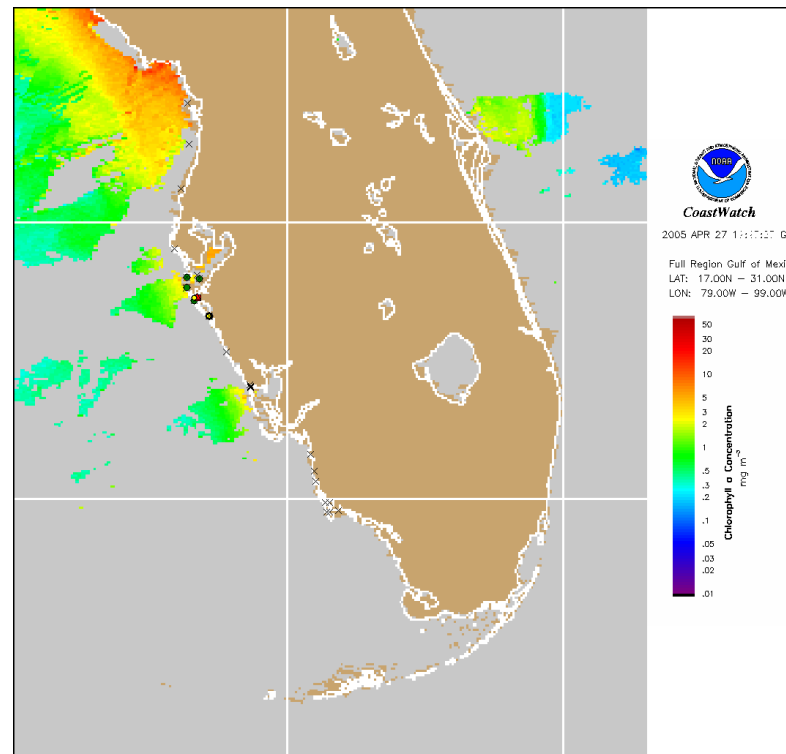 NOAA
CoastWatch
2005 APR 27
Full Region Gulf of Mexi
LAT: 17.00N – 31.00N
LON: 79.00W – 99.00W
50
30
20
10
5
3
2
1
.5
.3
.2
.1
.05
.03
.02
.01
Chlorophyll a Concentration
mg m⁻³